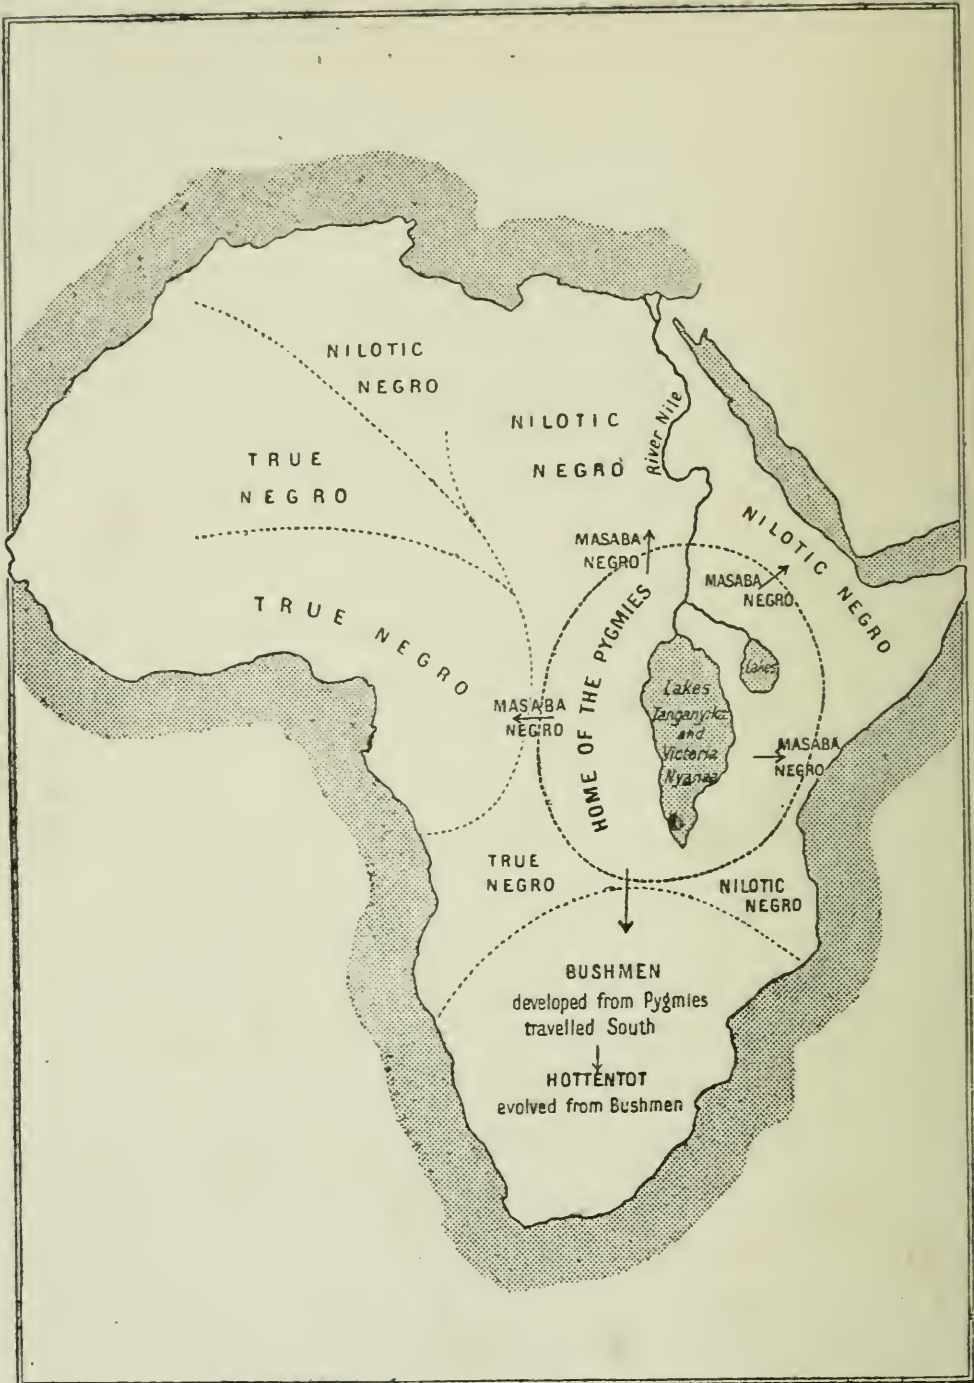 NILOTIC
NEGRO
NILOTIC
NEGRO
River Nile
TRUE
NEGRO
NILOTIC NEGRO
MASABA
NEGRO
MASABA
NEGRO
TRUE NEGRO
HOME OF THE PYGMIES
Lakes
Lakes
Tanganyika
and
Victoria
Nyanza
MASABA
NEGRO
MASABA
NEGRO
TRUE
NEGRO
NILOTIC
NEGRO
BUSHMEN
developed from Pygmies
travelled South
HOTTENTOT
evolved from Bushmen